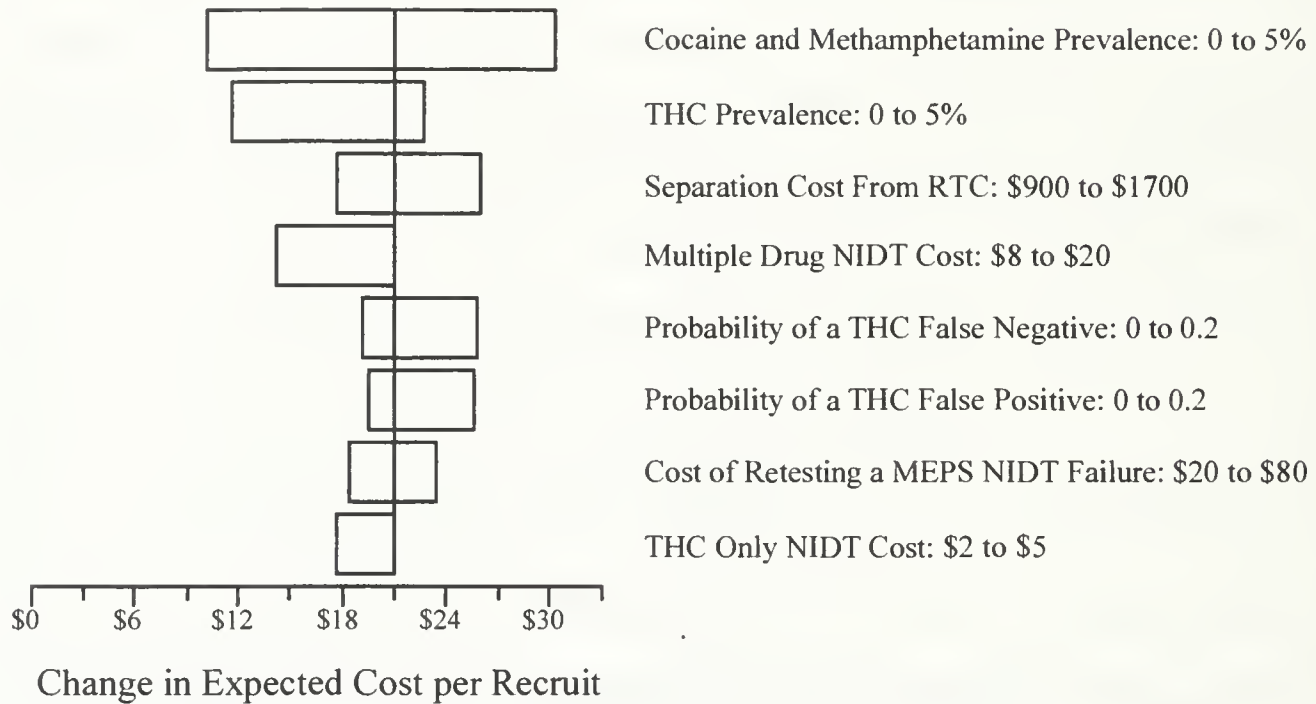 Cocaine and Methamphetamine Prevalence: 0 to 5%
THC Prevalence: 0 to 5%
Separation Cost From RTC: $900 to $1700
Multiple Drug NIDT Cost: $8 to $20
Probability of a THC False Negative: 0 to 0.2
Probability of a THC False Positive: 0 to 0.2
Cost of Retesting a MEPS NIDT Failure: $20 to $80
THC Only NIDT Cost: $2 to $5
$0 $6 $12 $18 $24 $30
Change in Expected Cost per Recruit